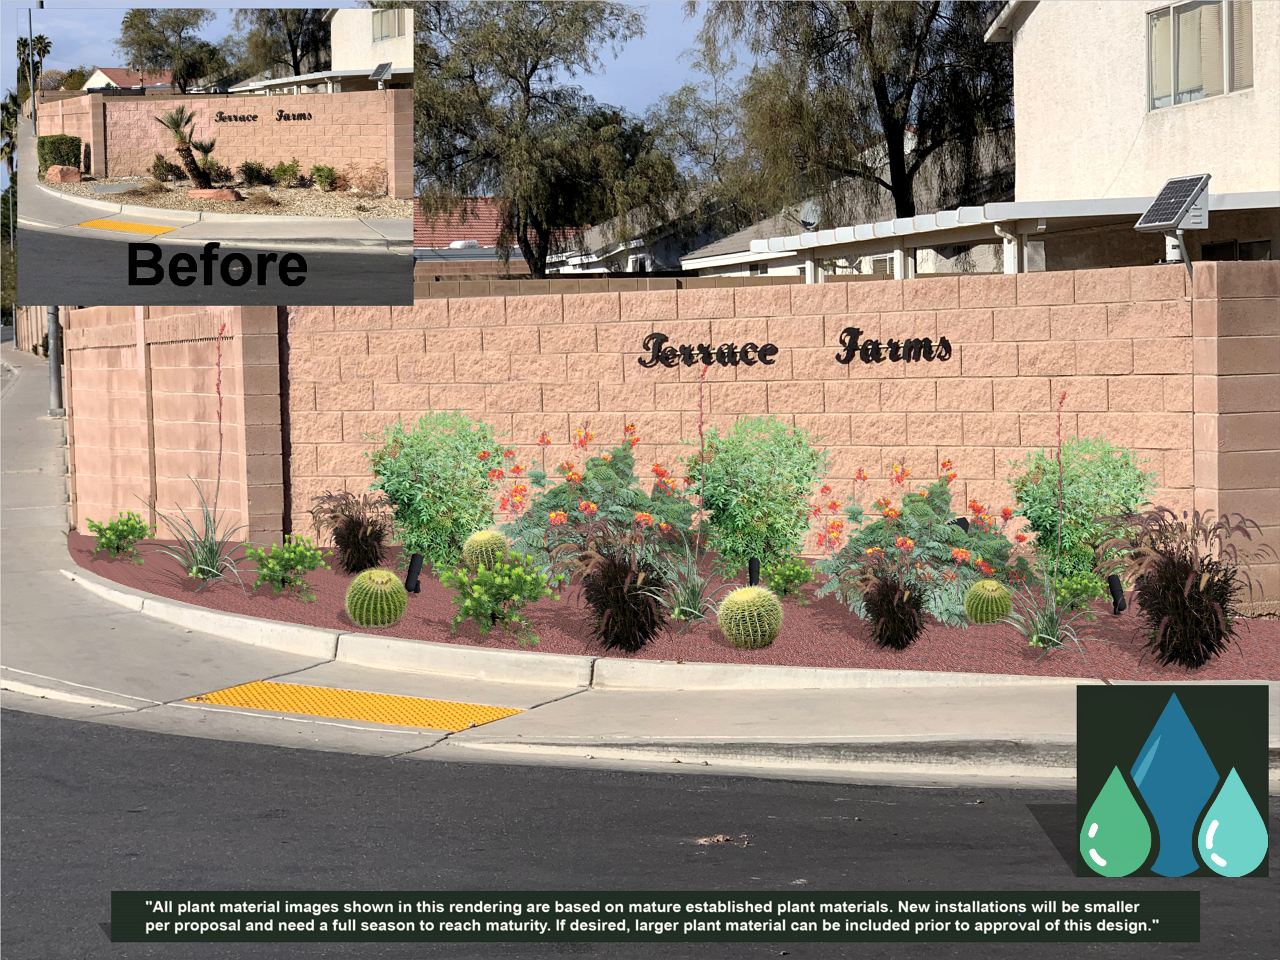 Terrace Farms
Before
Terrace Farms
"All plant material images shown in this rendering are based on mature established plant materials. New installations will be smaller
per proposal and need a full season to reach maturity. If desired, larger plant material can be included prior to approval of this design."